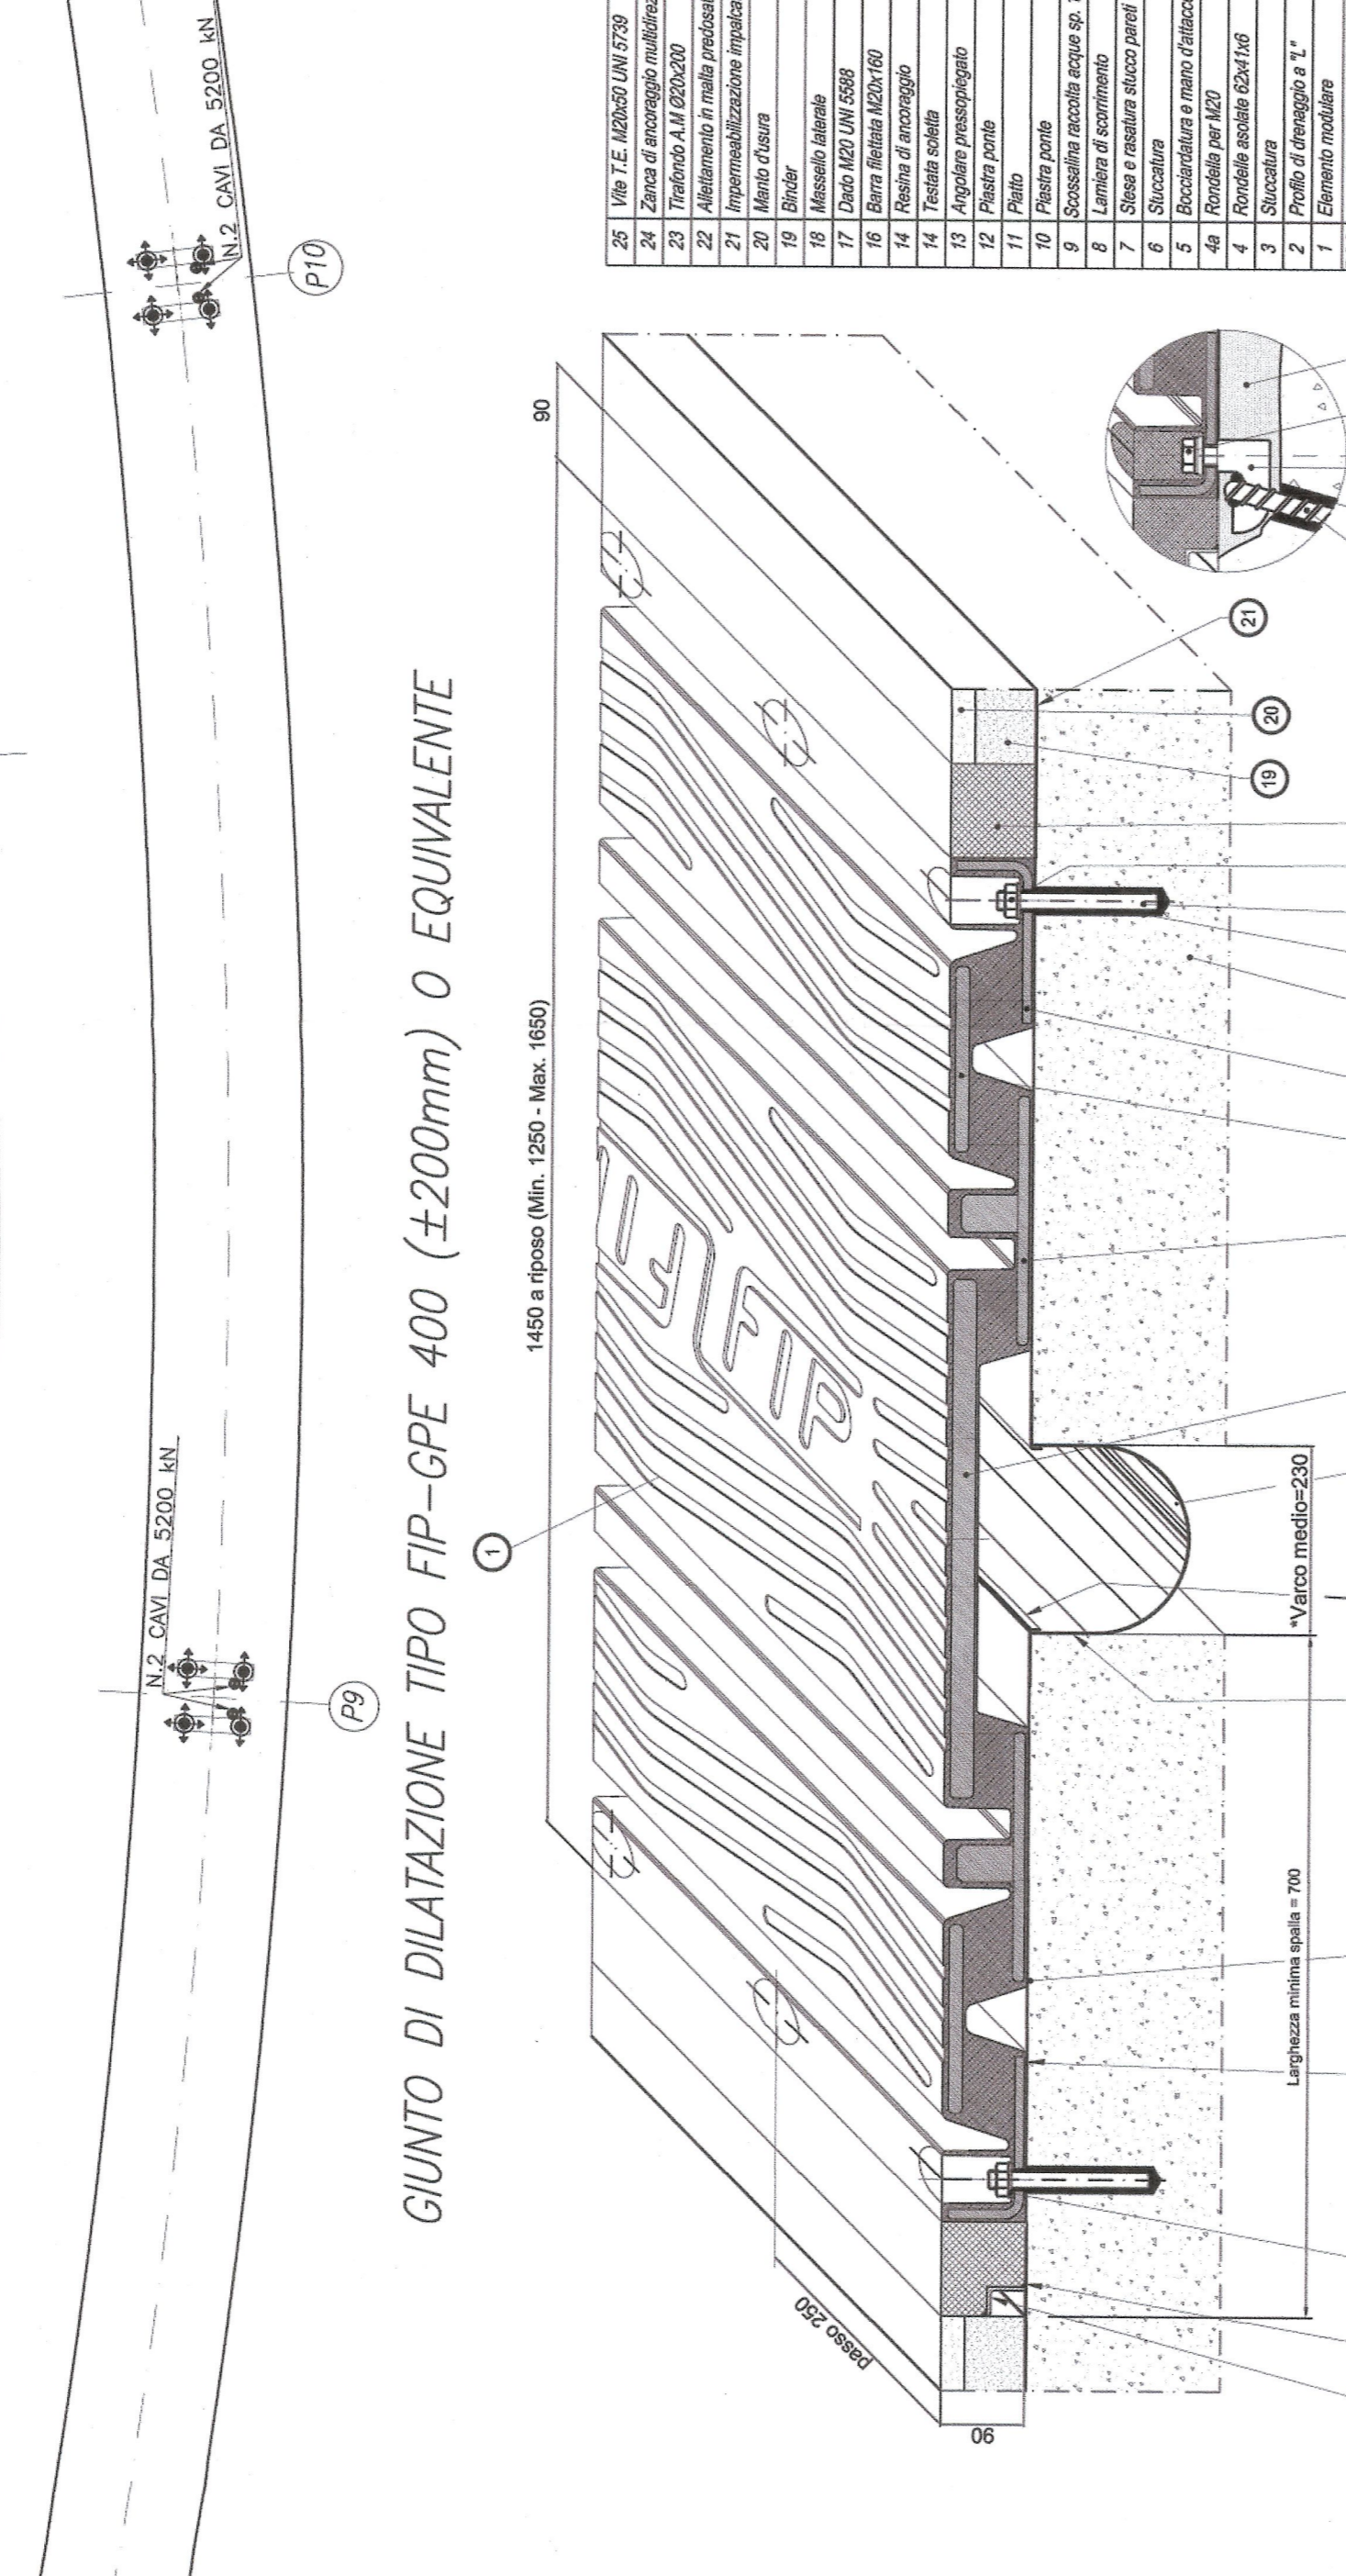 N.2 CAVI DA 5200 kN
P9
N.2 CAVI DA 5200 kN
P10
GIUNTO DI DILATAZIONE TIPO FIP-GPE 400 (±200mm) O EQUIVALENTE
1450 a riposo (Min. 1250 - Max. 1650)
90
1
FIP
FIP
passo 250
90
Larghezza minima spalla = 700
*Varco medio=230
19
20
21
25 Vite T.E. M20x50 UNI 5739
24 Zanca di ancoraggio
23 Tirafondo A.M Ø20x200
22 Allettamento in malta
21 Impermeabilizzazione
20 Manto d'usura
19 Binder
18 Massello laterale
17 Dado M20 UNI 5588
16 Barra filettata M20x160
14 Resina di ancoraggio
14 Testata soletta
13 Angolare pressopiegato
12 Piastra ponte
11 Piatto
10 Piastra ponte
9 Scossalina raccolta acque sp.
8 Lamiera di scorrimento
7 Stesa e rasatura stucco pareti
6 Stuccatura
5 Bocciardatura e mano
4a Rondella per M20
4 Rondelle asolate 62x41x6
3 Stuccatura
2 Profilo di drenaggio a "L"
1 Elemento modulare